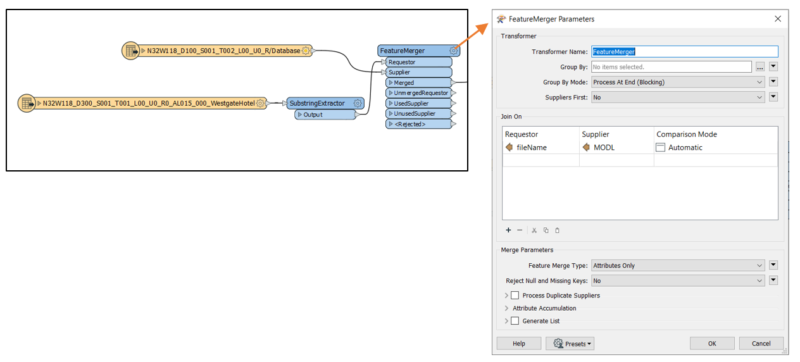 N32W118_D100_S001_T002_L00_U0_R/Database
FeatureMerger
Requestor
Supplier
Merged
UnmergedRequestor
UsedSupplier
UnusedSupplier
<Rejected>
N32W118_D300_S001_T001_L00_U0_R0_ALD15_000_WestgateHotel
SubstringExtractor
Output
FeatureMerger Parameters
Transformer
Transformer Name: FeatureMerger
Group By: No items selected. ...
Group By Mode: Process At End (Blocking)
Suppliers First: No
Join On
Requestor Supplier Comparison Mode
fileName MODL Automatic
Merge Parameters
Feature Merge Type: Attributes Only
Reject Null and Missing Keys: No
Process Duplicate Suppliers
Attribute Accumulation
Generate List
Help Presets OK Cancel